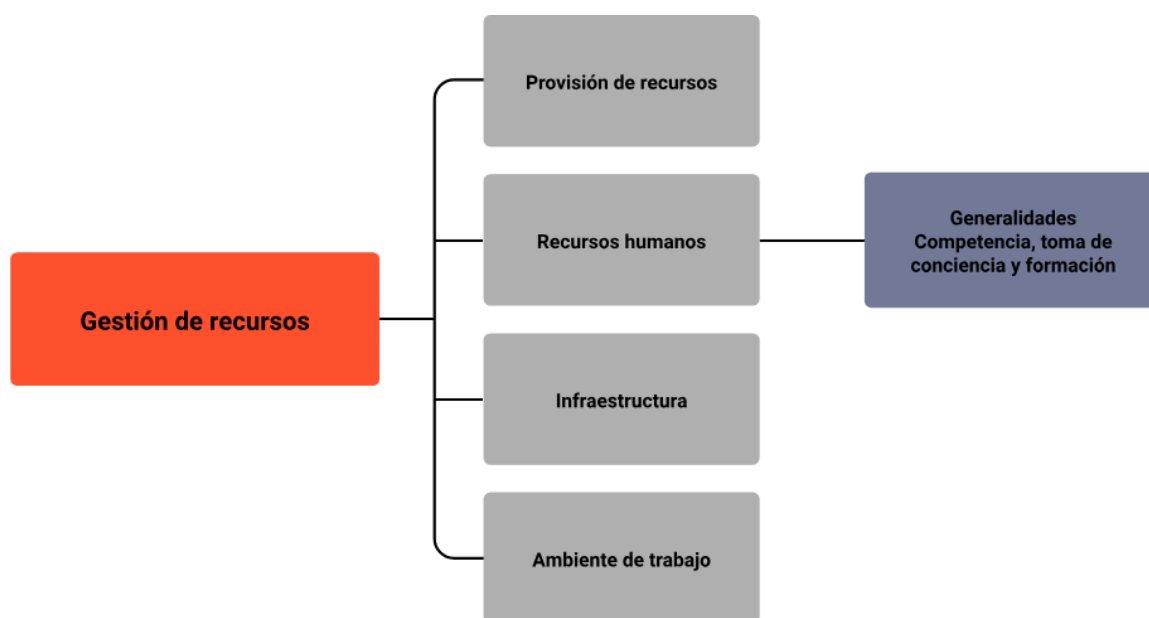 Provisión de recursos
Recursos humanos
Generalidades
Competencia, toma de
conciencia y formación
Gestión de recursos
Infraestructura
Ambiente de trabajo